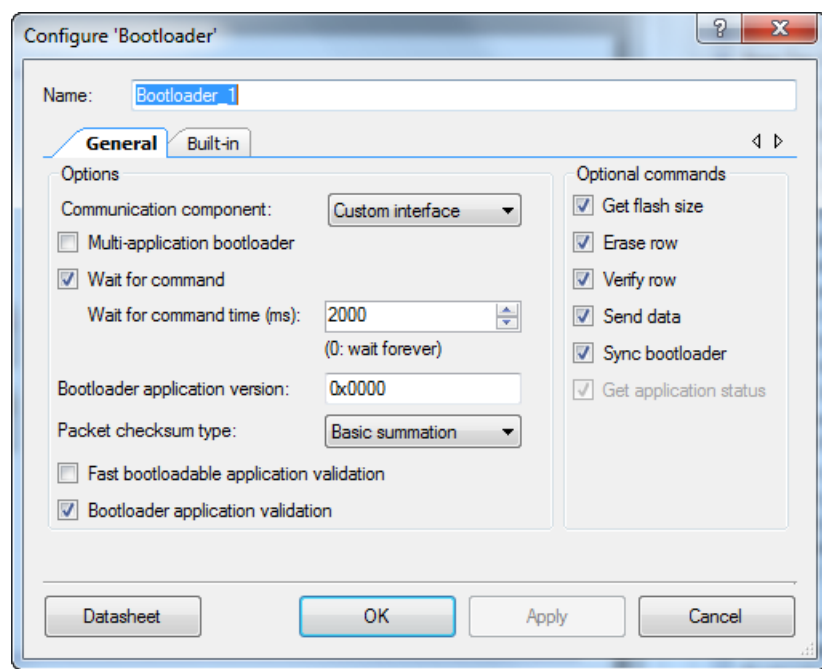 Configure 'Bootloader'
Name: Bootloader_1
General Built-in
Options
Communication component: Custom interface
Multi-application bootloader
Wait for command
Wait for command time (ms): 2000
(0: wait forever)
Bootloader application version: 0x0000
Packet checksum type: Basic summation
Fast bootloadable application validation
Bootloader application validation
Optional commands
Get flash size
Erase row
Verify row
Send data
Sync bootloader
Get application status
Datasheet OK Apply Cancel